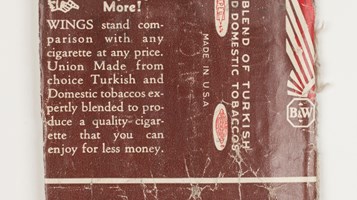 More!
WINGS stand com-
parison with any
cigarette at any price.
Union Made from
choice Turkish and
Domestic tobaccos ex-
pertly blended to pro-
duce a quality cigar-
ette that you can
enjoy for less money.
BLEND OF TURKISH
D DOMESTIC TOBACCOS
MADE IN U.S.A
B&W